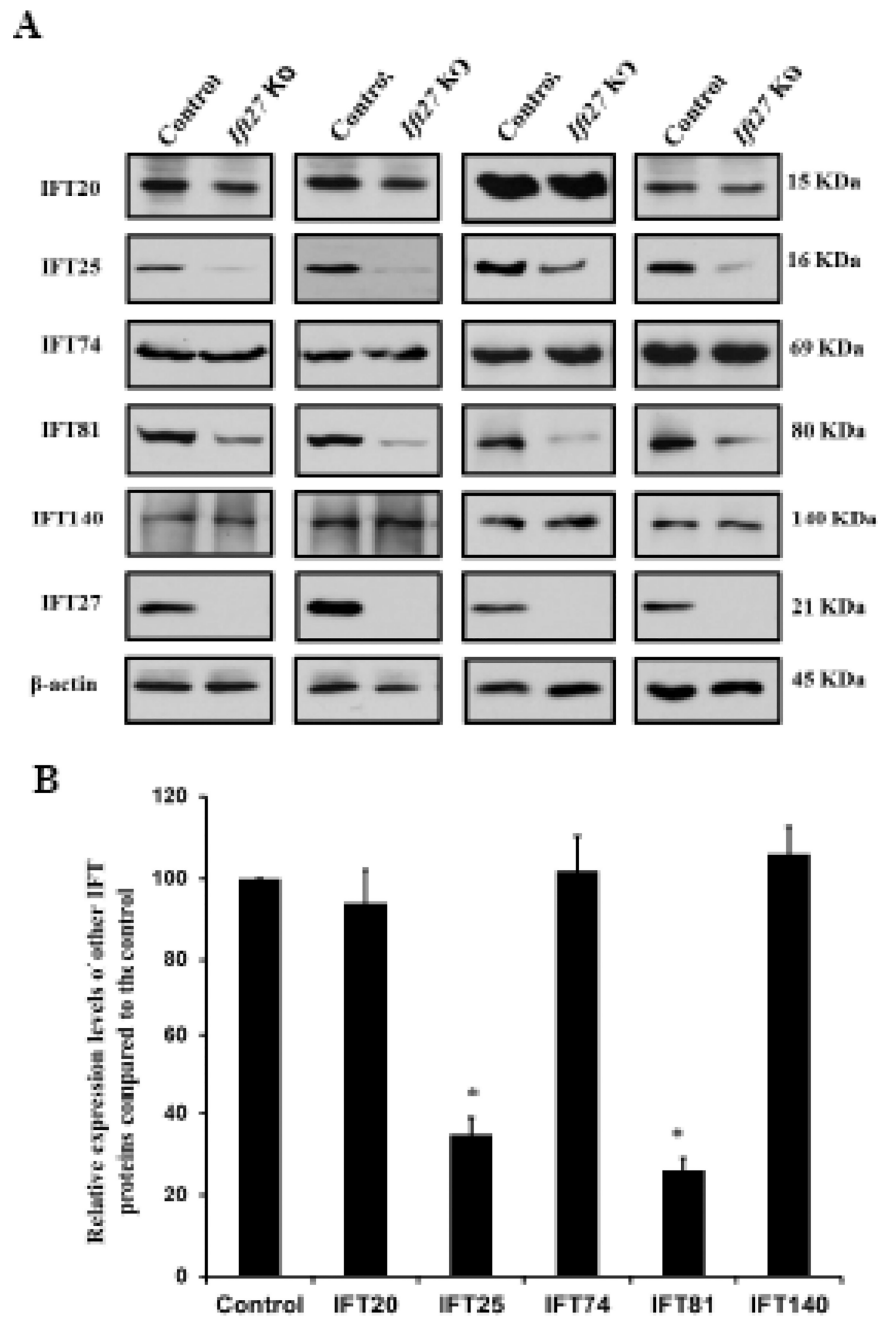 A
Control Ift27 KO Control Ift27 KO Control Ift27 KO Control Ift27 KO
IFT20 15 KDa
IFT25 16 KDa
IFT74 69 KDa
IFT81 80 KDa
IFT140 140 KDa
IFT27 21 KDa
β-actin 45 KDa
B
Relative expression levels of other IFT
proteins compared to the control
120
100
80
60
40
20
0
* *
Control IFT20 IFT25 IFT74 IFT81 IFT140